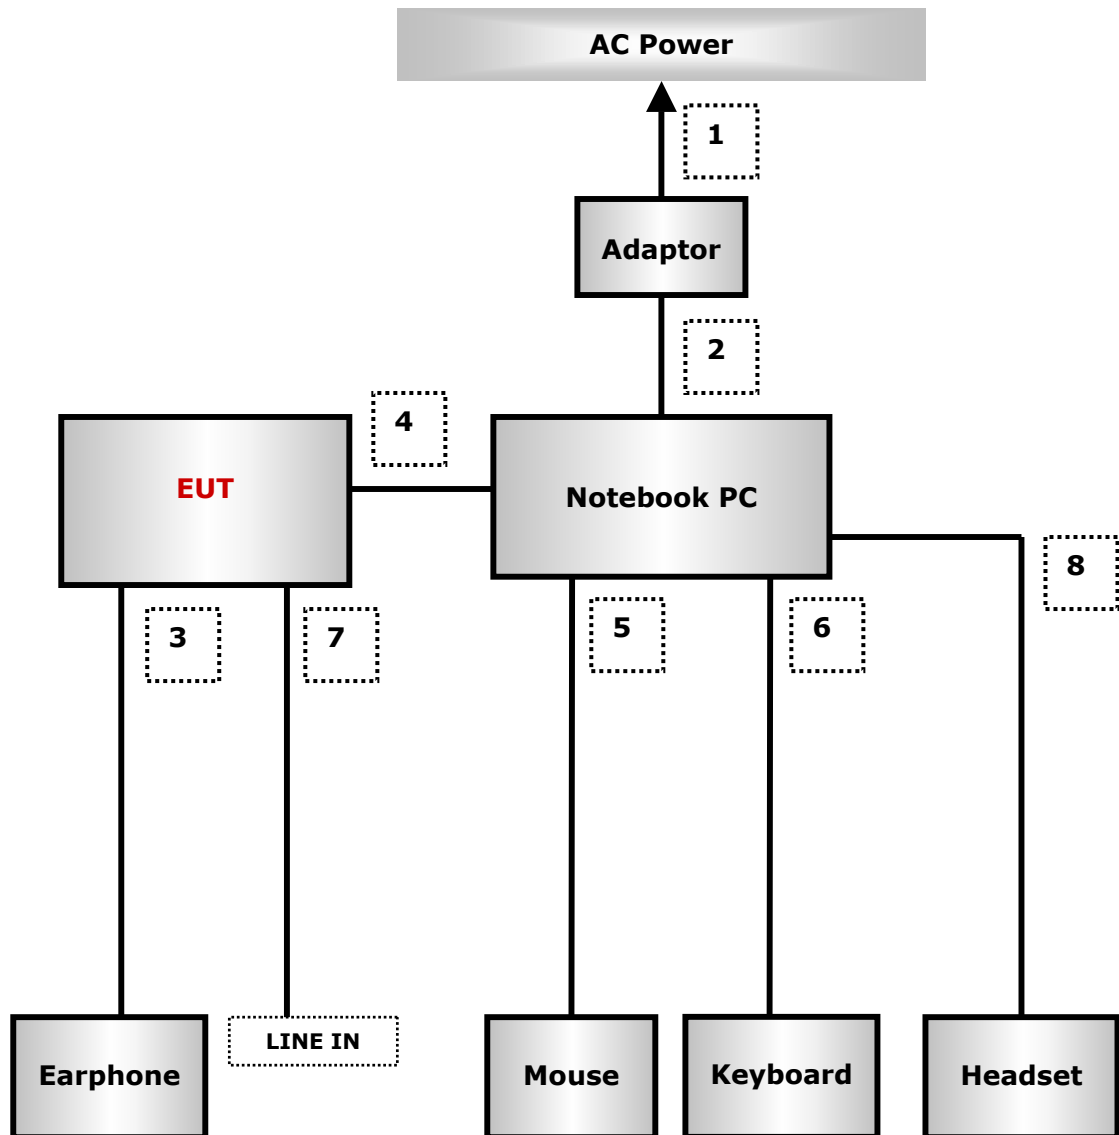 AC Power
1
Adaptor
2
4
EUT
Notebook PC
8
3
7
5
6
LINE IN
Earphone
Mouse
Keyboard
Headset